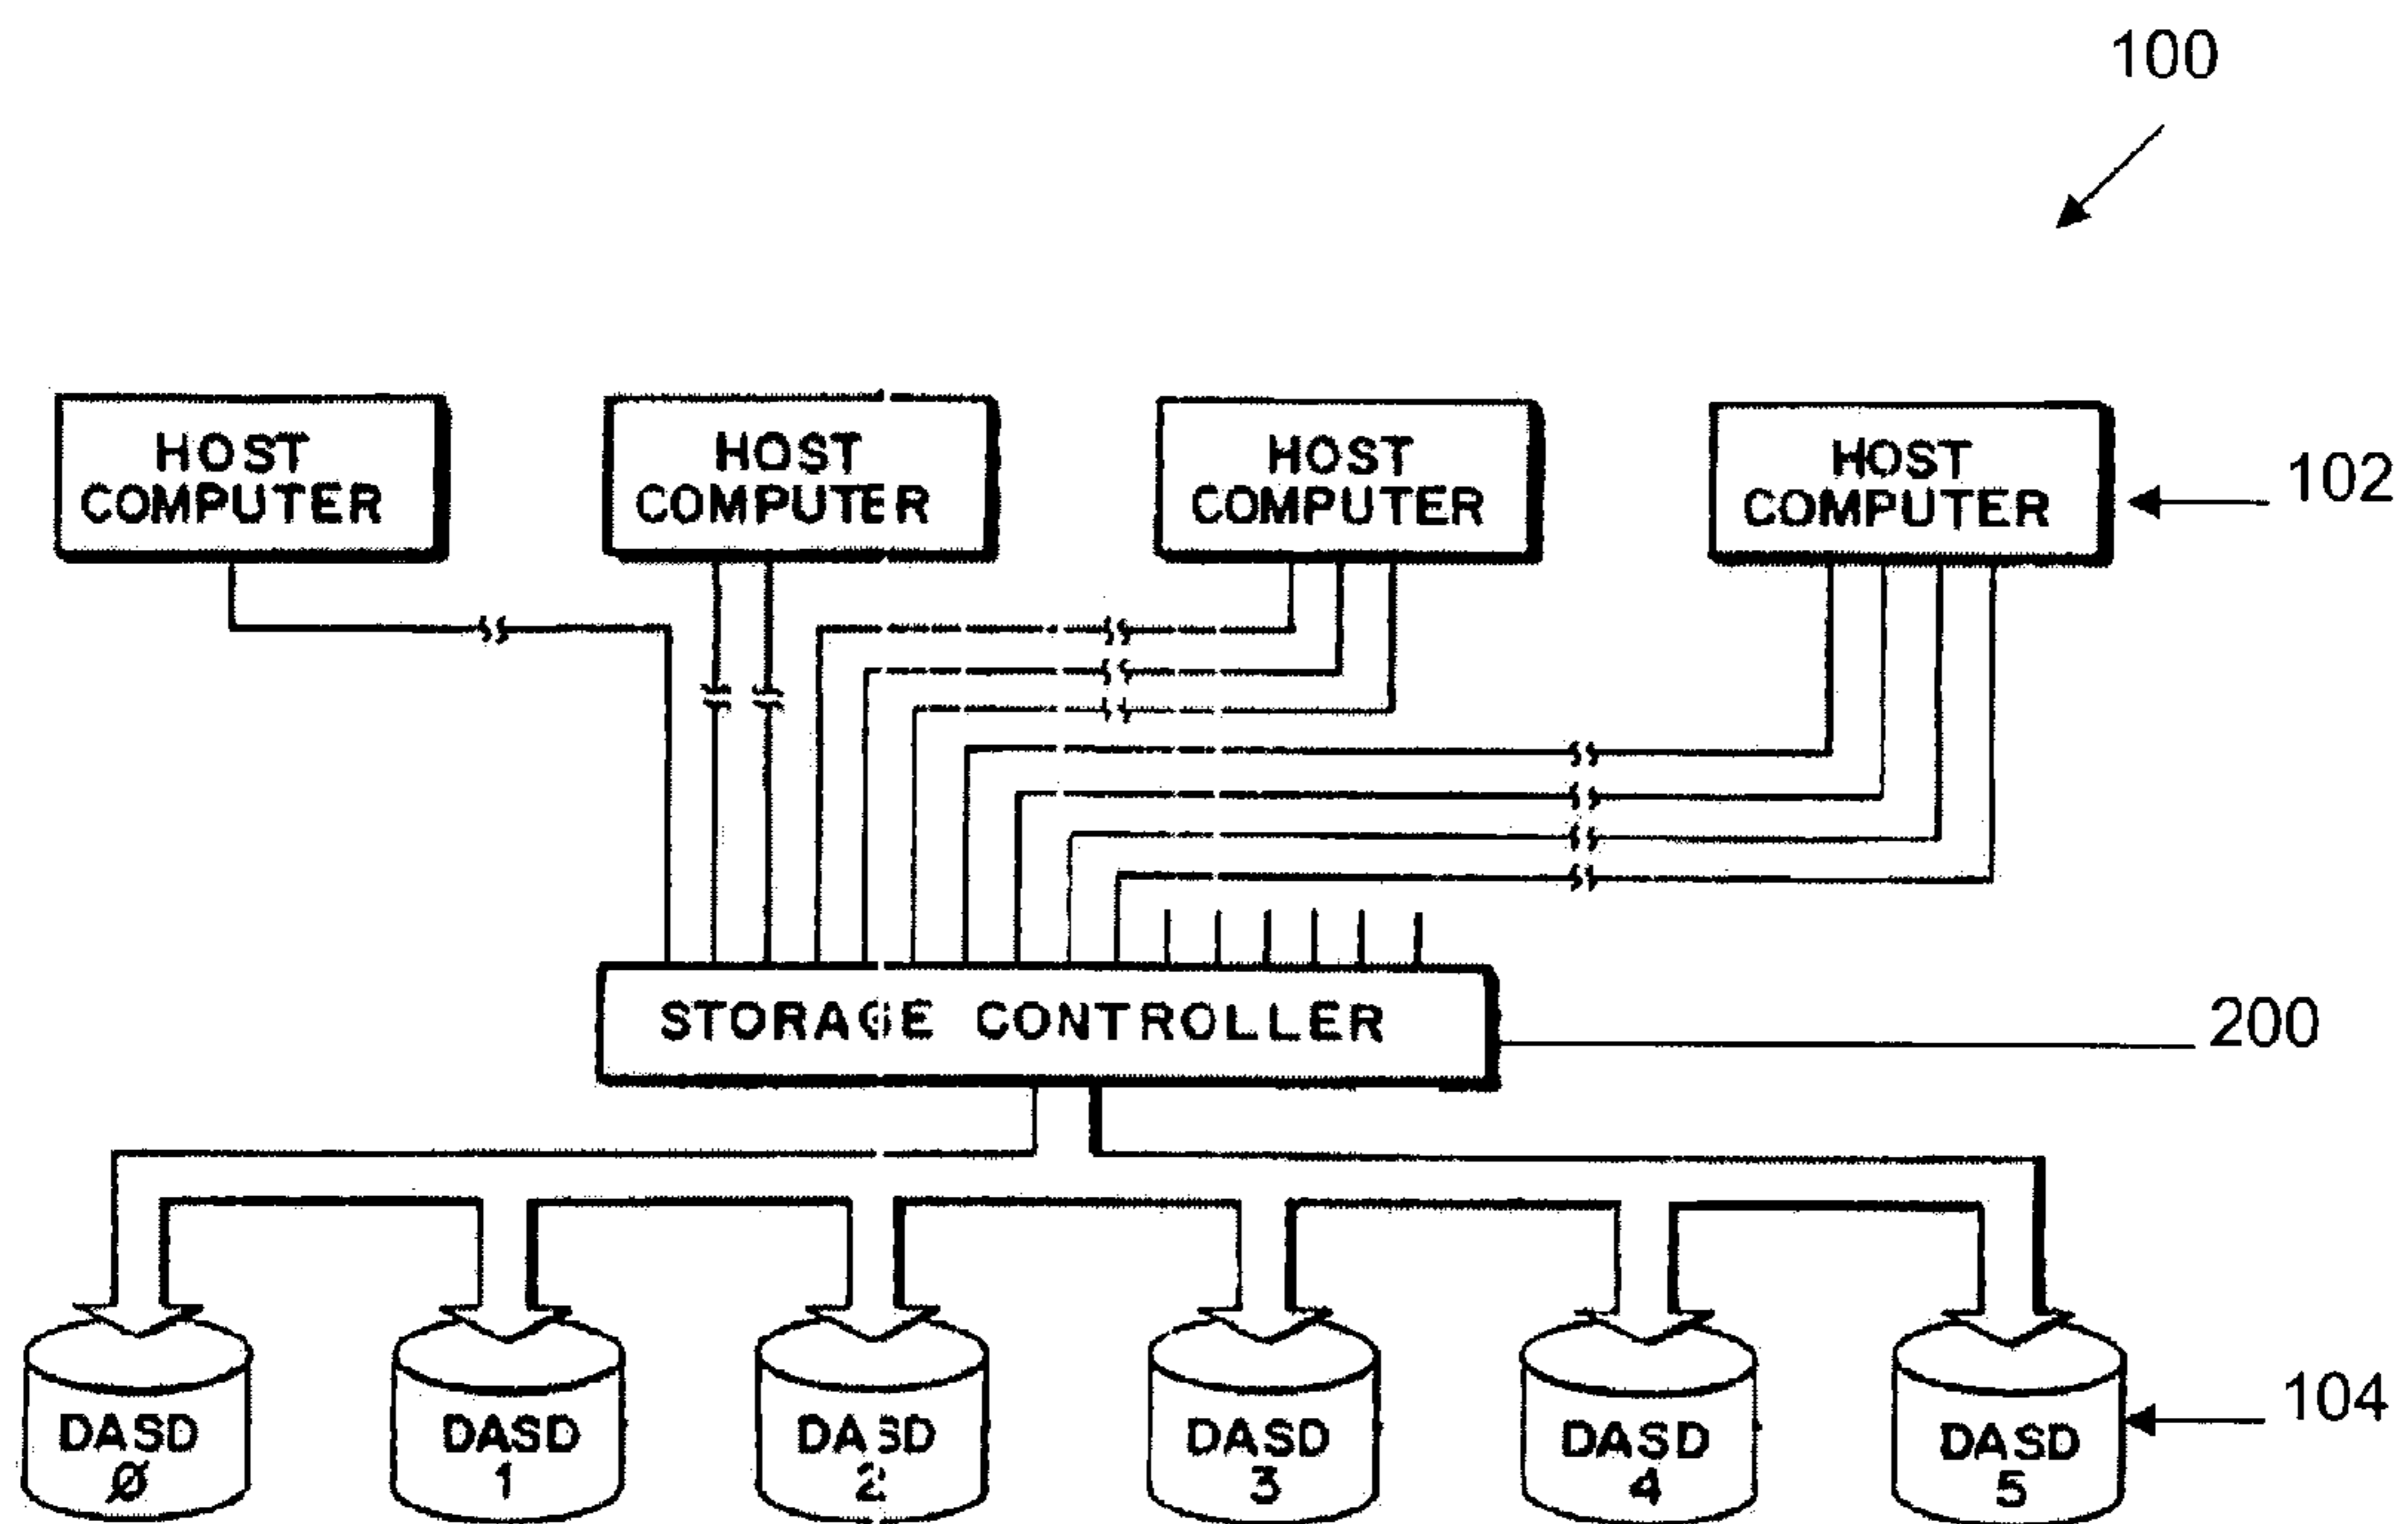 100
HOST
COMPUTER
HOST
COMPUTER
HOST
COMPUTER
HOST
COMPUTER
102
STORAGE CONTROLLER
200
DASD
Ø
DASD
1
DASD
2
DASD
3
DASD
4
DASD
5
104